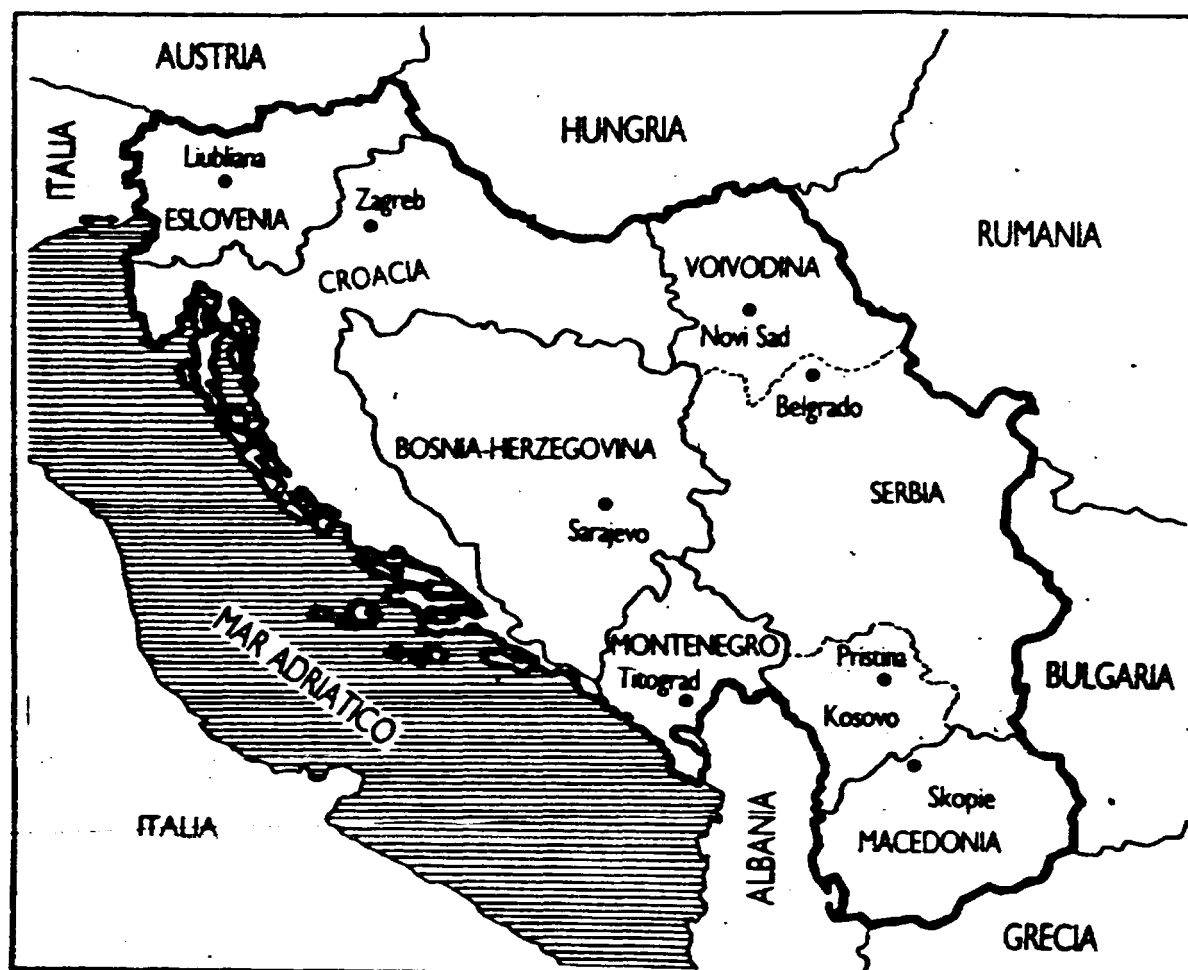 AUSTRIA
HUNGRIA
ITALIA
Liubliana
Zagreb
ESLOVENIA
RUMANIA
VOIVODINA
CROACIA
Novi Sad
Belgrado
BOSNIA-HERZEGOVINA
SERBIA
Sarajevo
MAR ADRIATICO
MONTENEGRO
Pristina
Titograd
BULGARIA
Kosovo
Skopie
ITALIA
ALBANIA
MACEDONIA
GRECIA